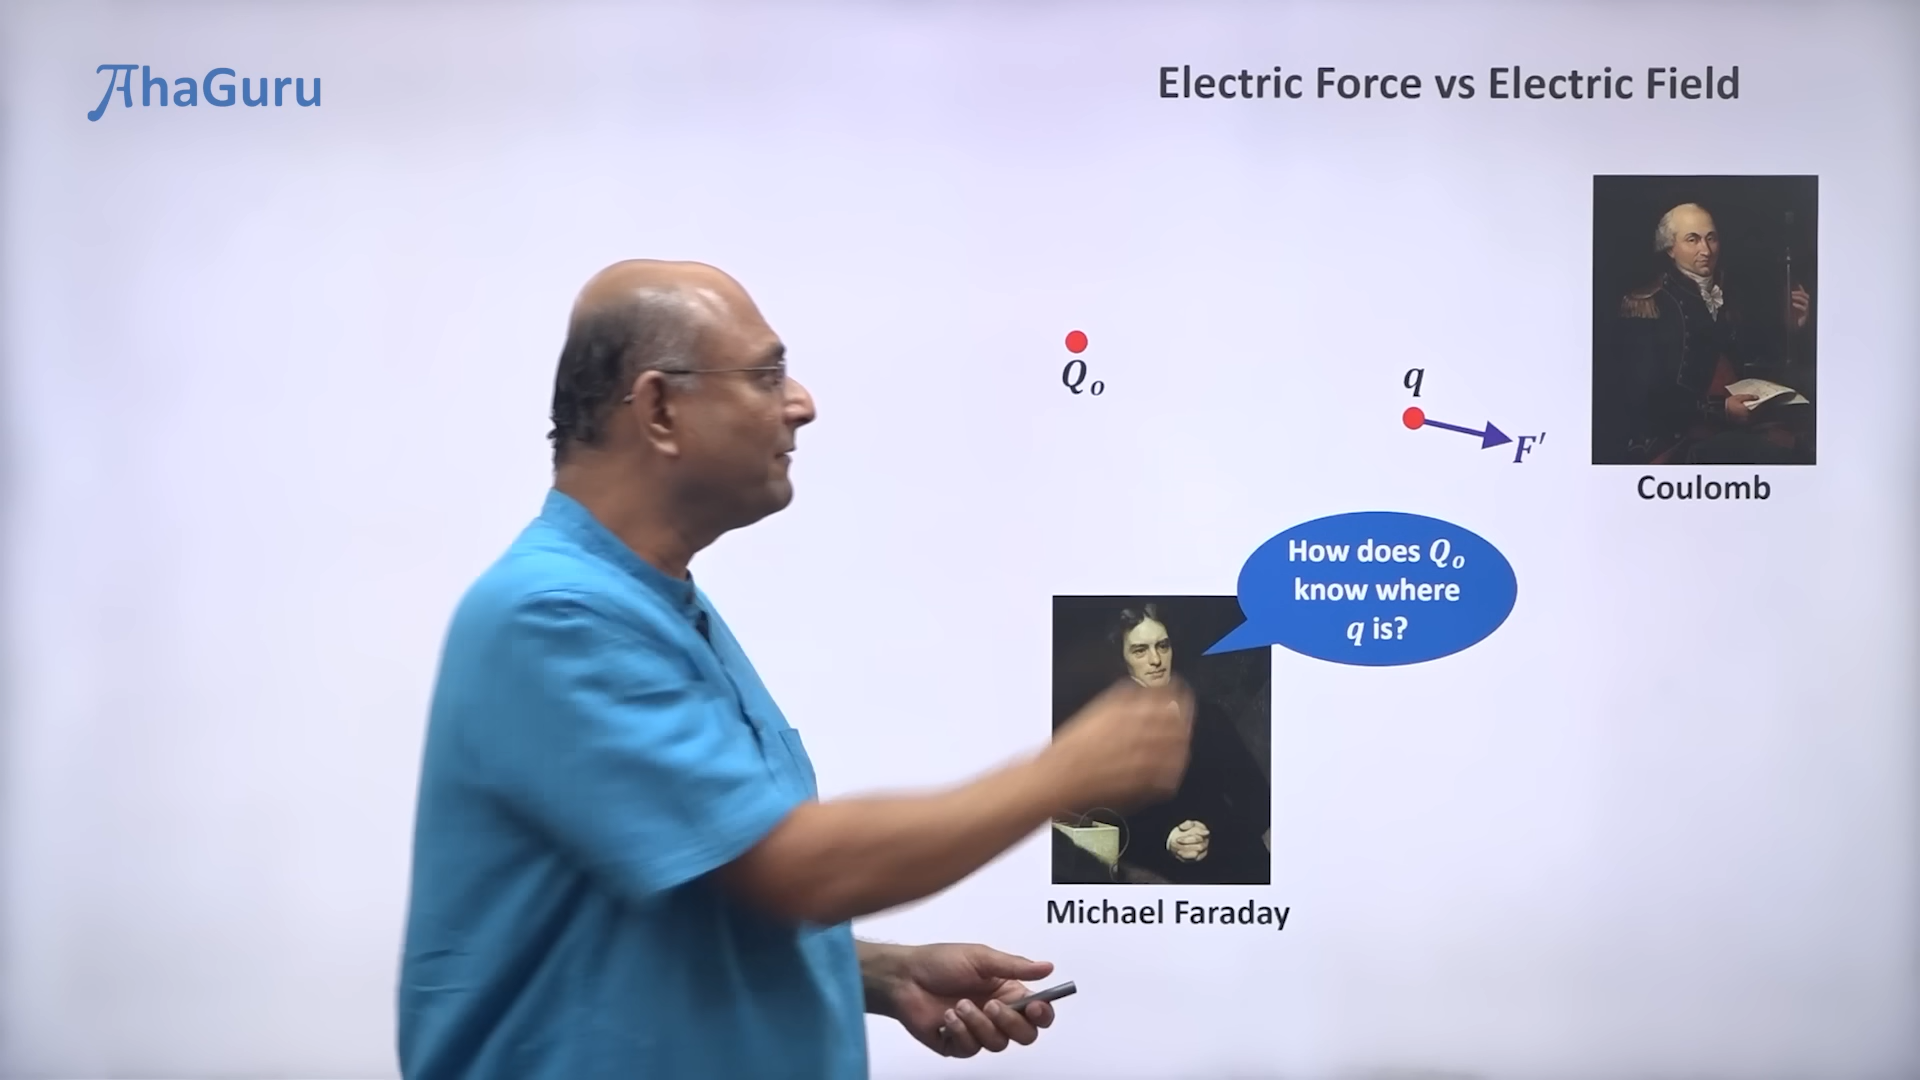 AhaGuru
Electric Force vs Electric Field
Qₒ
q
F′
Coulomb
How does Qₒ
know where
q is?
Michael Faraday